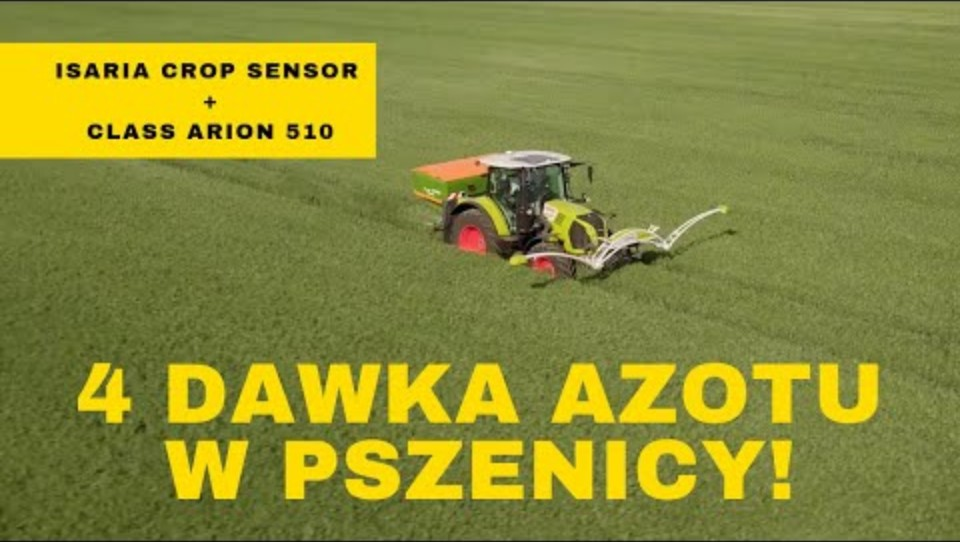 ISARIA CROP SENSOR
+
CLASS ARION 510
4 DAWKA AZOTU
W PSZENICY!